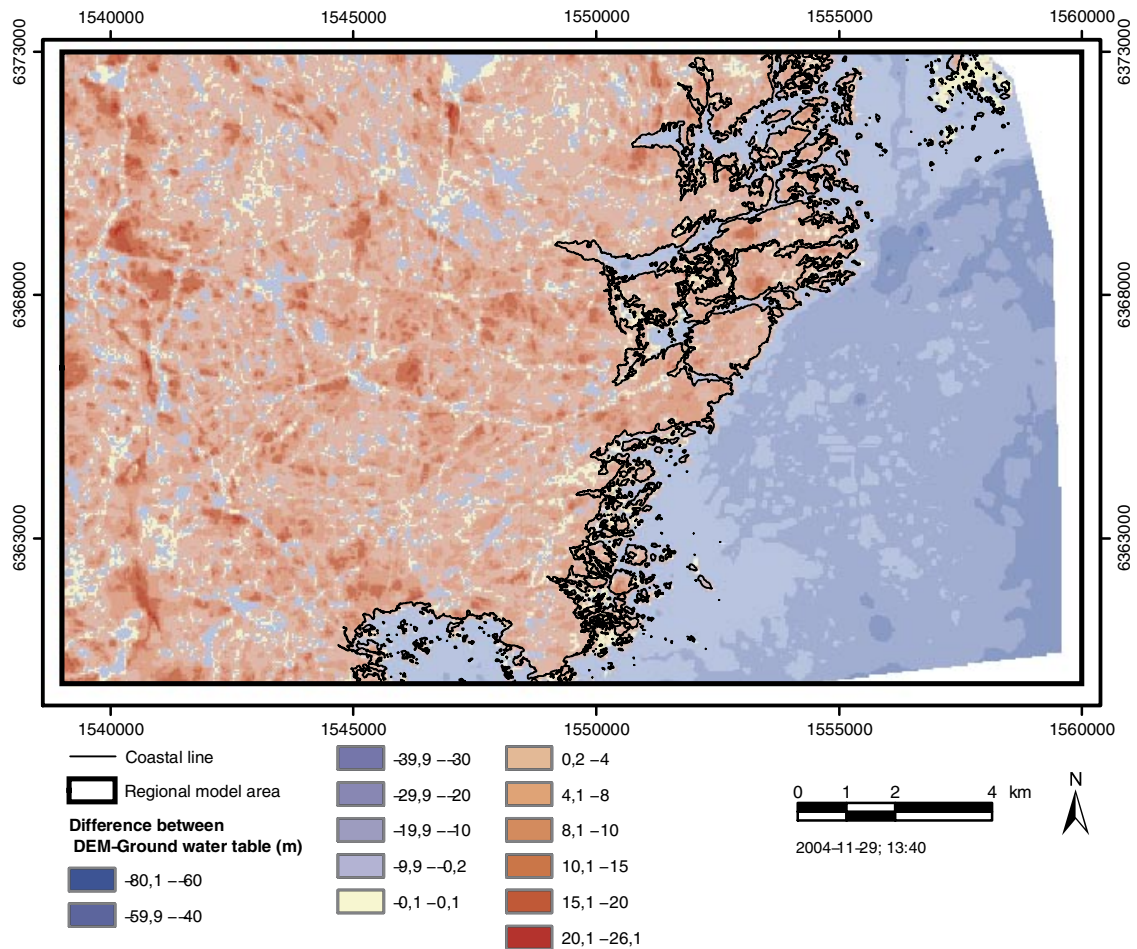 1540000 1545000 1550000 1555000 1560000
6373000 6373000
6368000 6368000
6363000 6363000
1540000 1545000 1550000 1555000 1560000
Coastal line
Regional model area
Difference between
DEM-Ground water table (m)
-80,1 --60
-59,9 --40
-39,9 --30
-29,9 --20
-19,9 --10
-9,9 --0,2
-0,1 -0,1
0,2 -4
4,1 -8
8,1 -10
10,1 -15
15,1 -20
20,1 -26,1
0 1 2 4 km
2004-11-29; 13:40
N